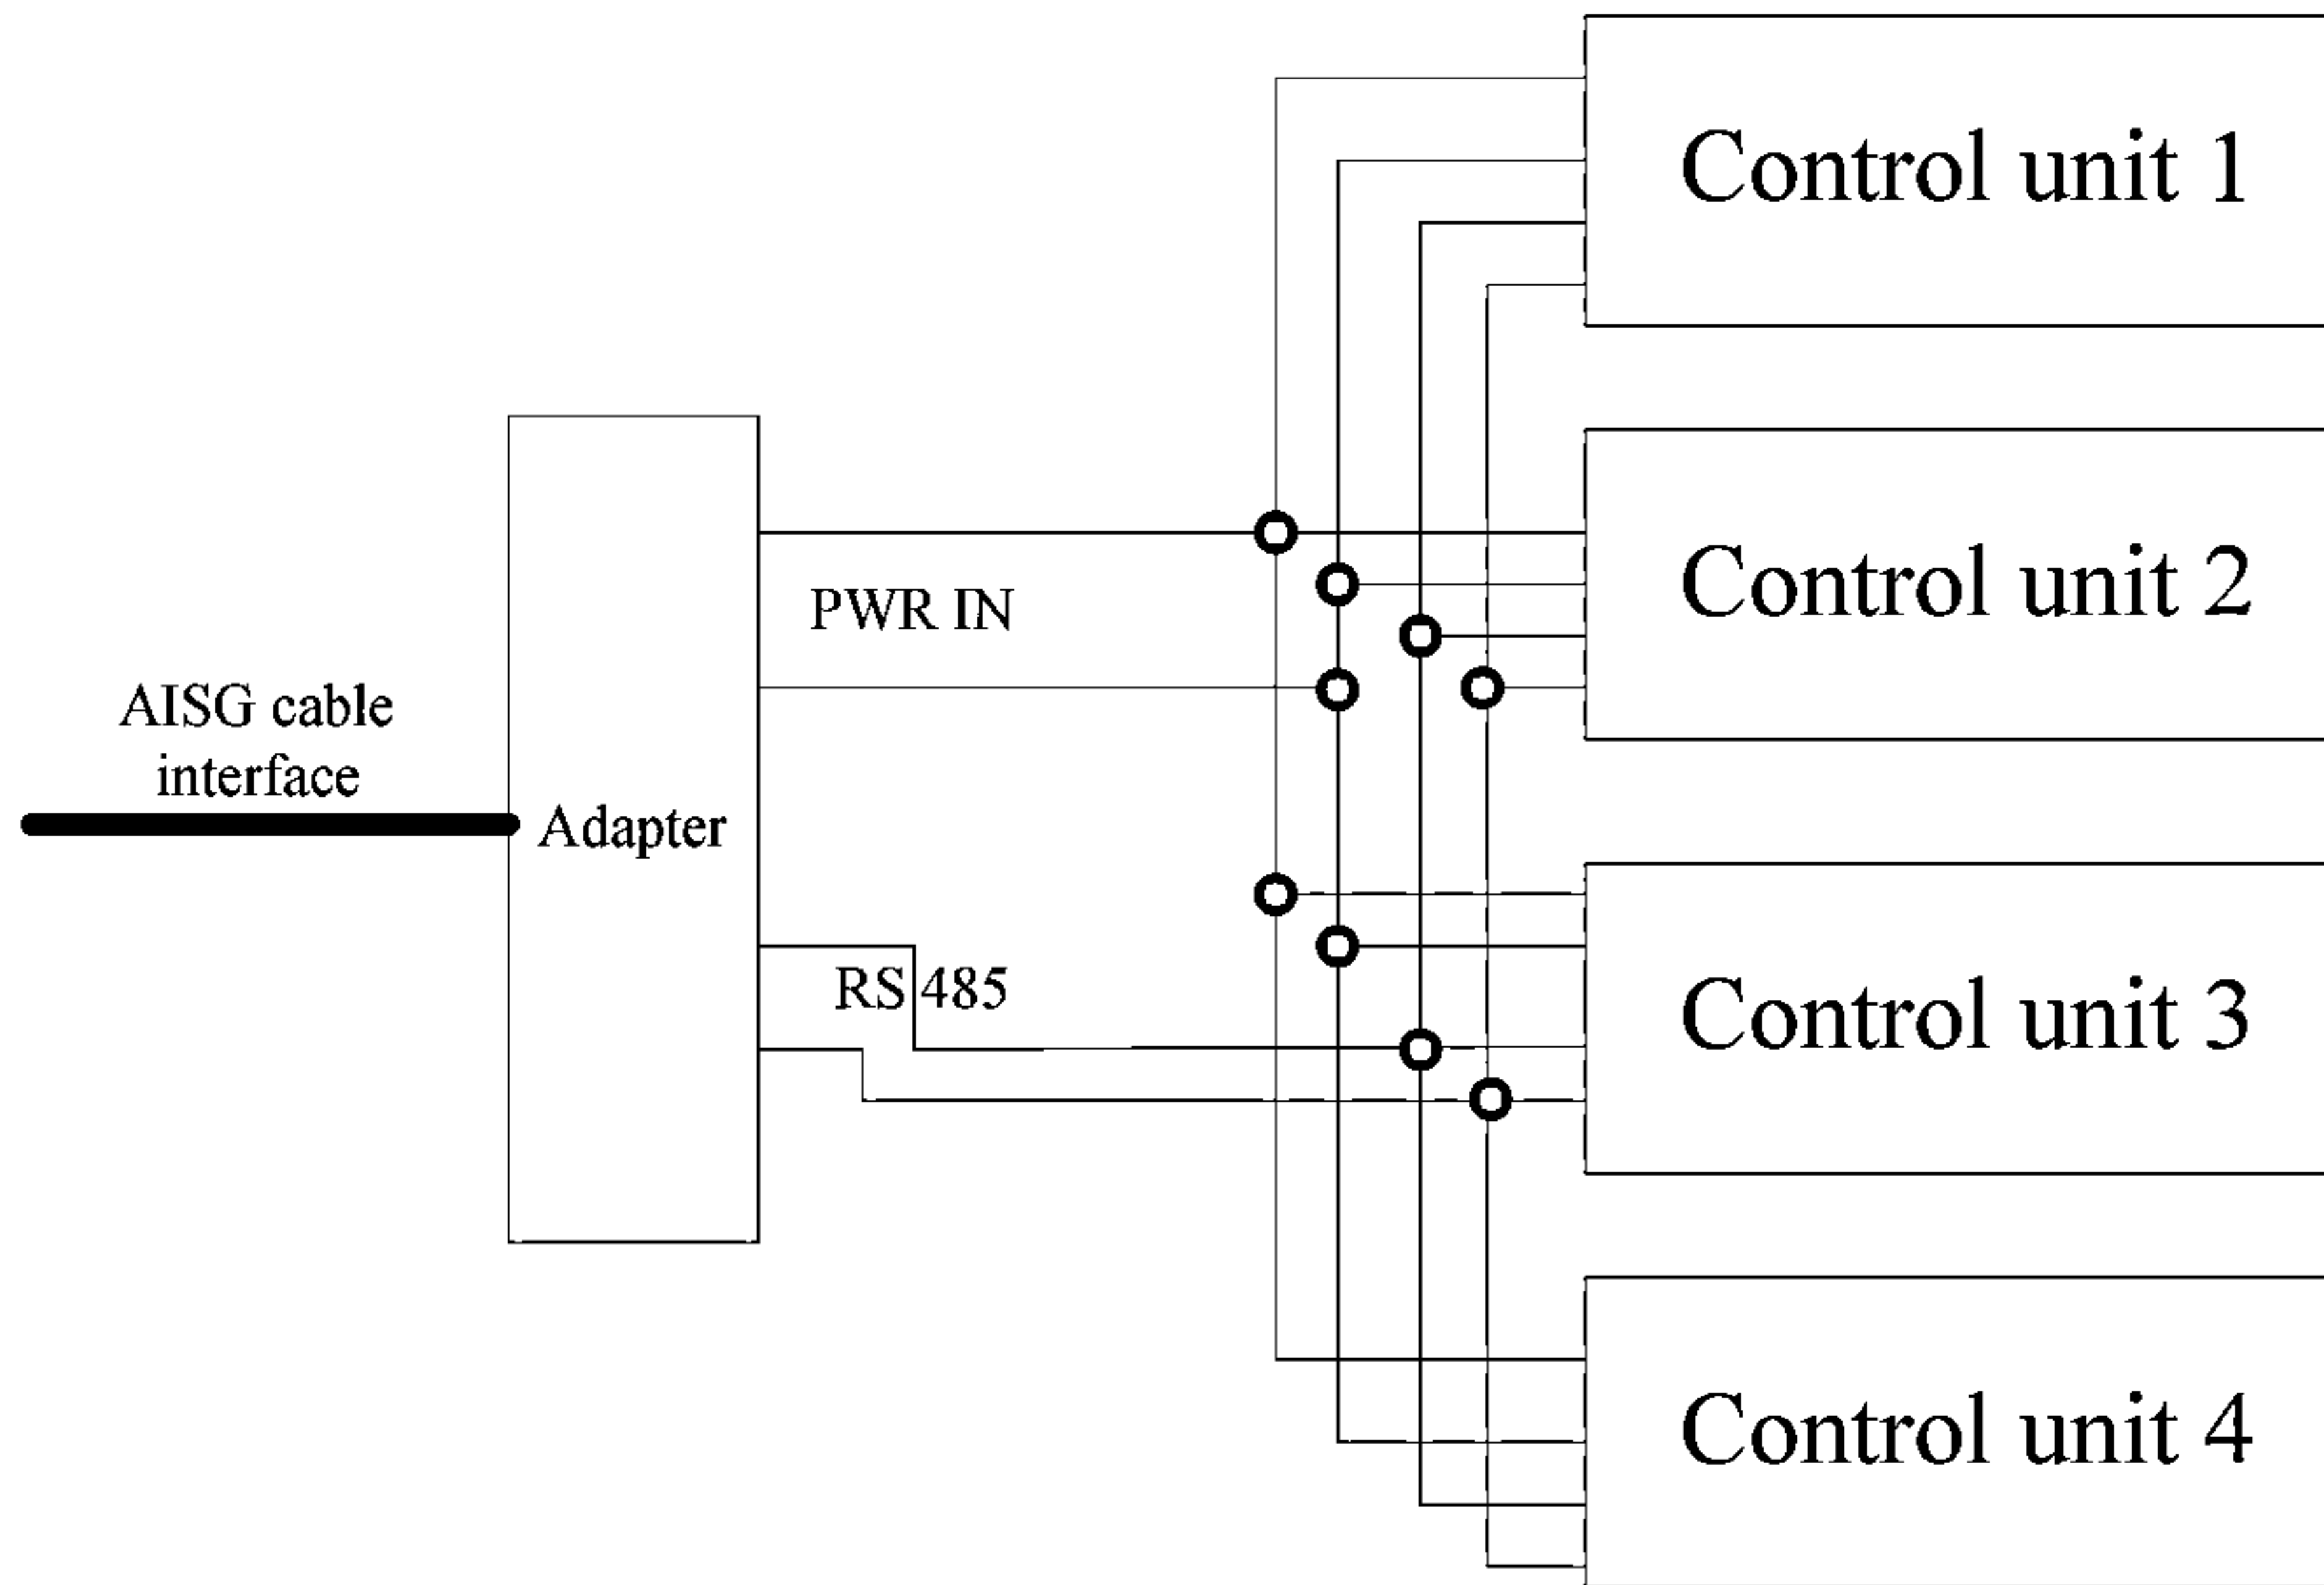 Control unit 1
Control unit 2
PWR IN
AISG cable
interface
Adapter
RS 485
Control unit 3
Control unit 4